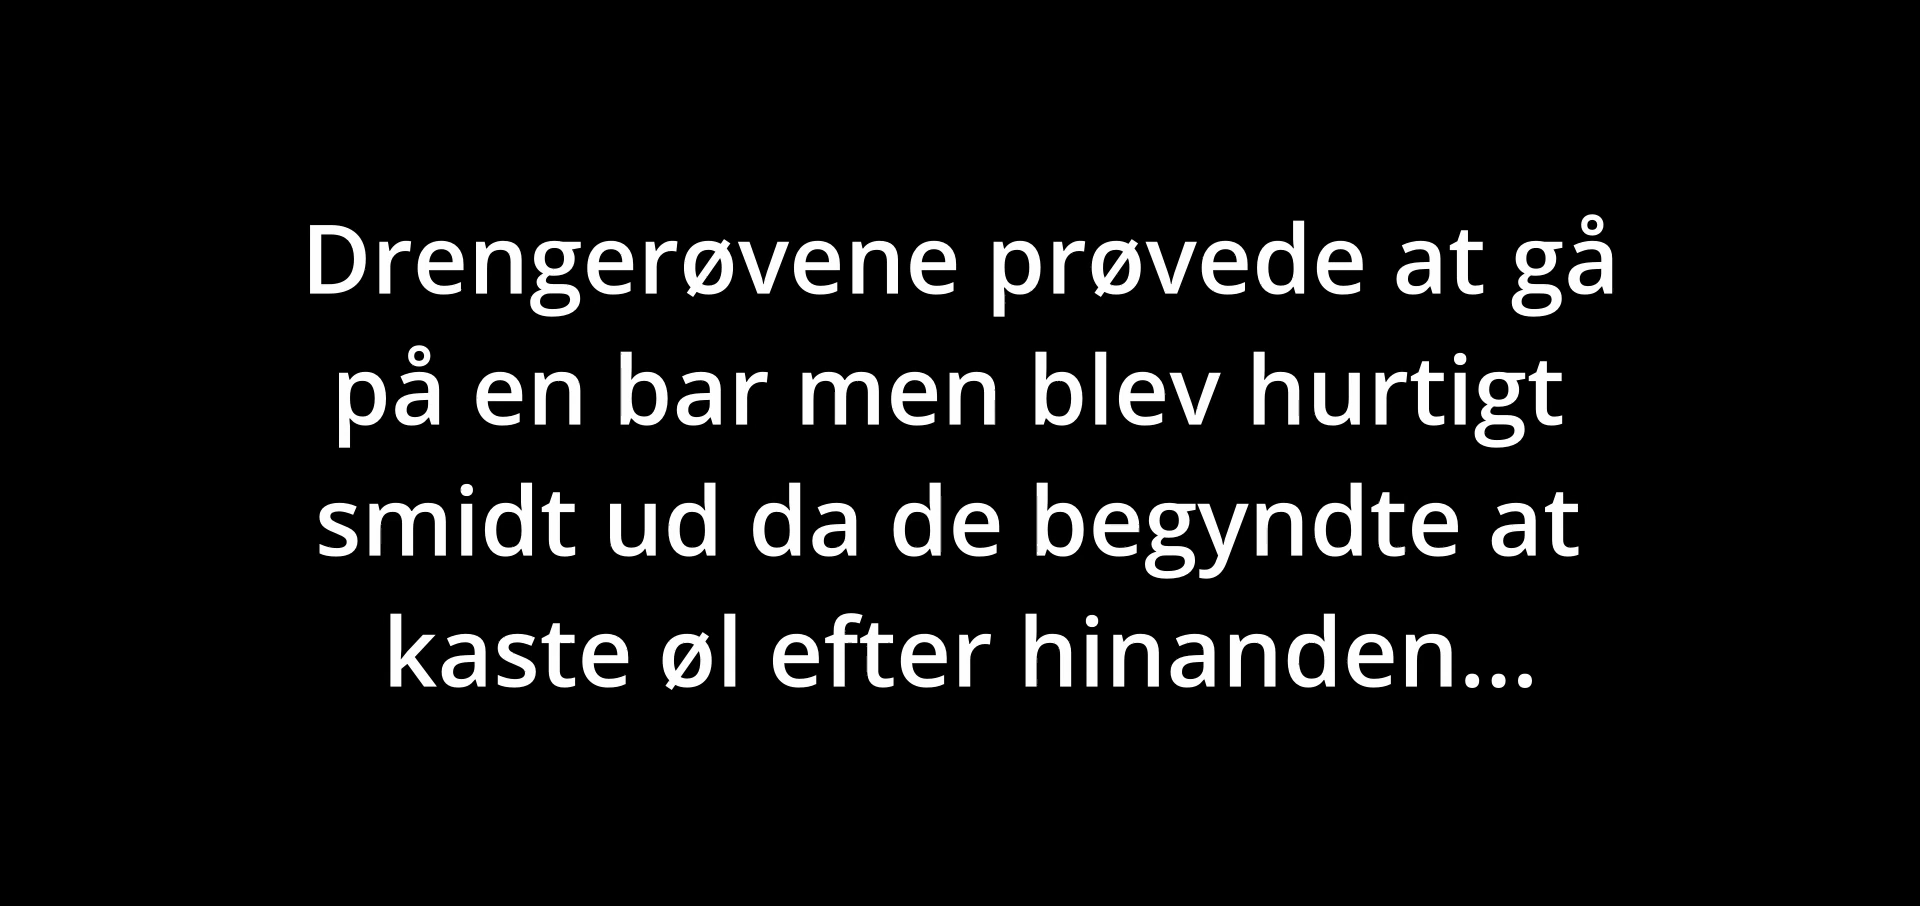 Drengerøvene prøvede at gå
på en bar men blev hurtigt
smidt ud da de begyndte at
kaste øl efter hinanden...